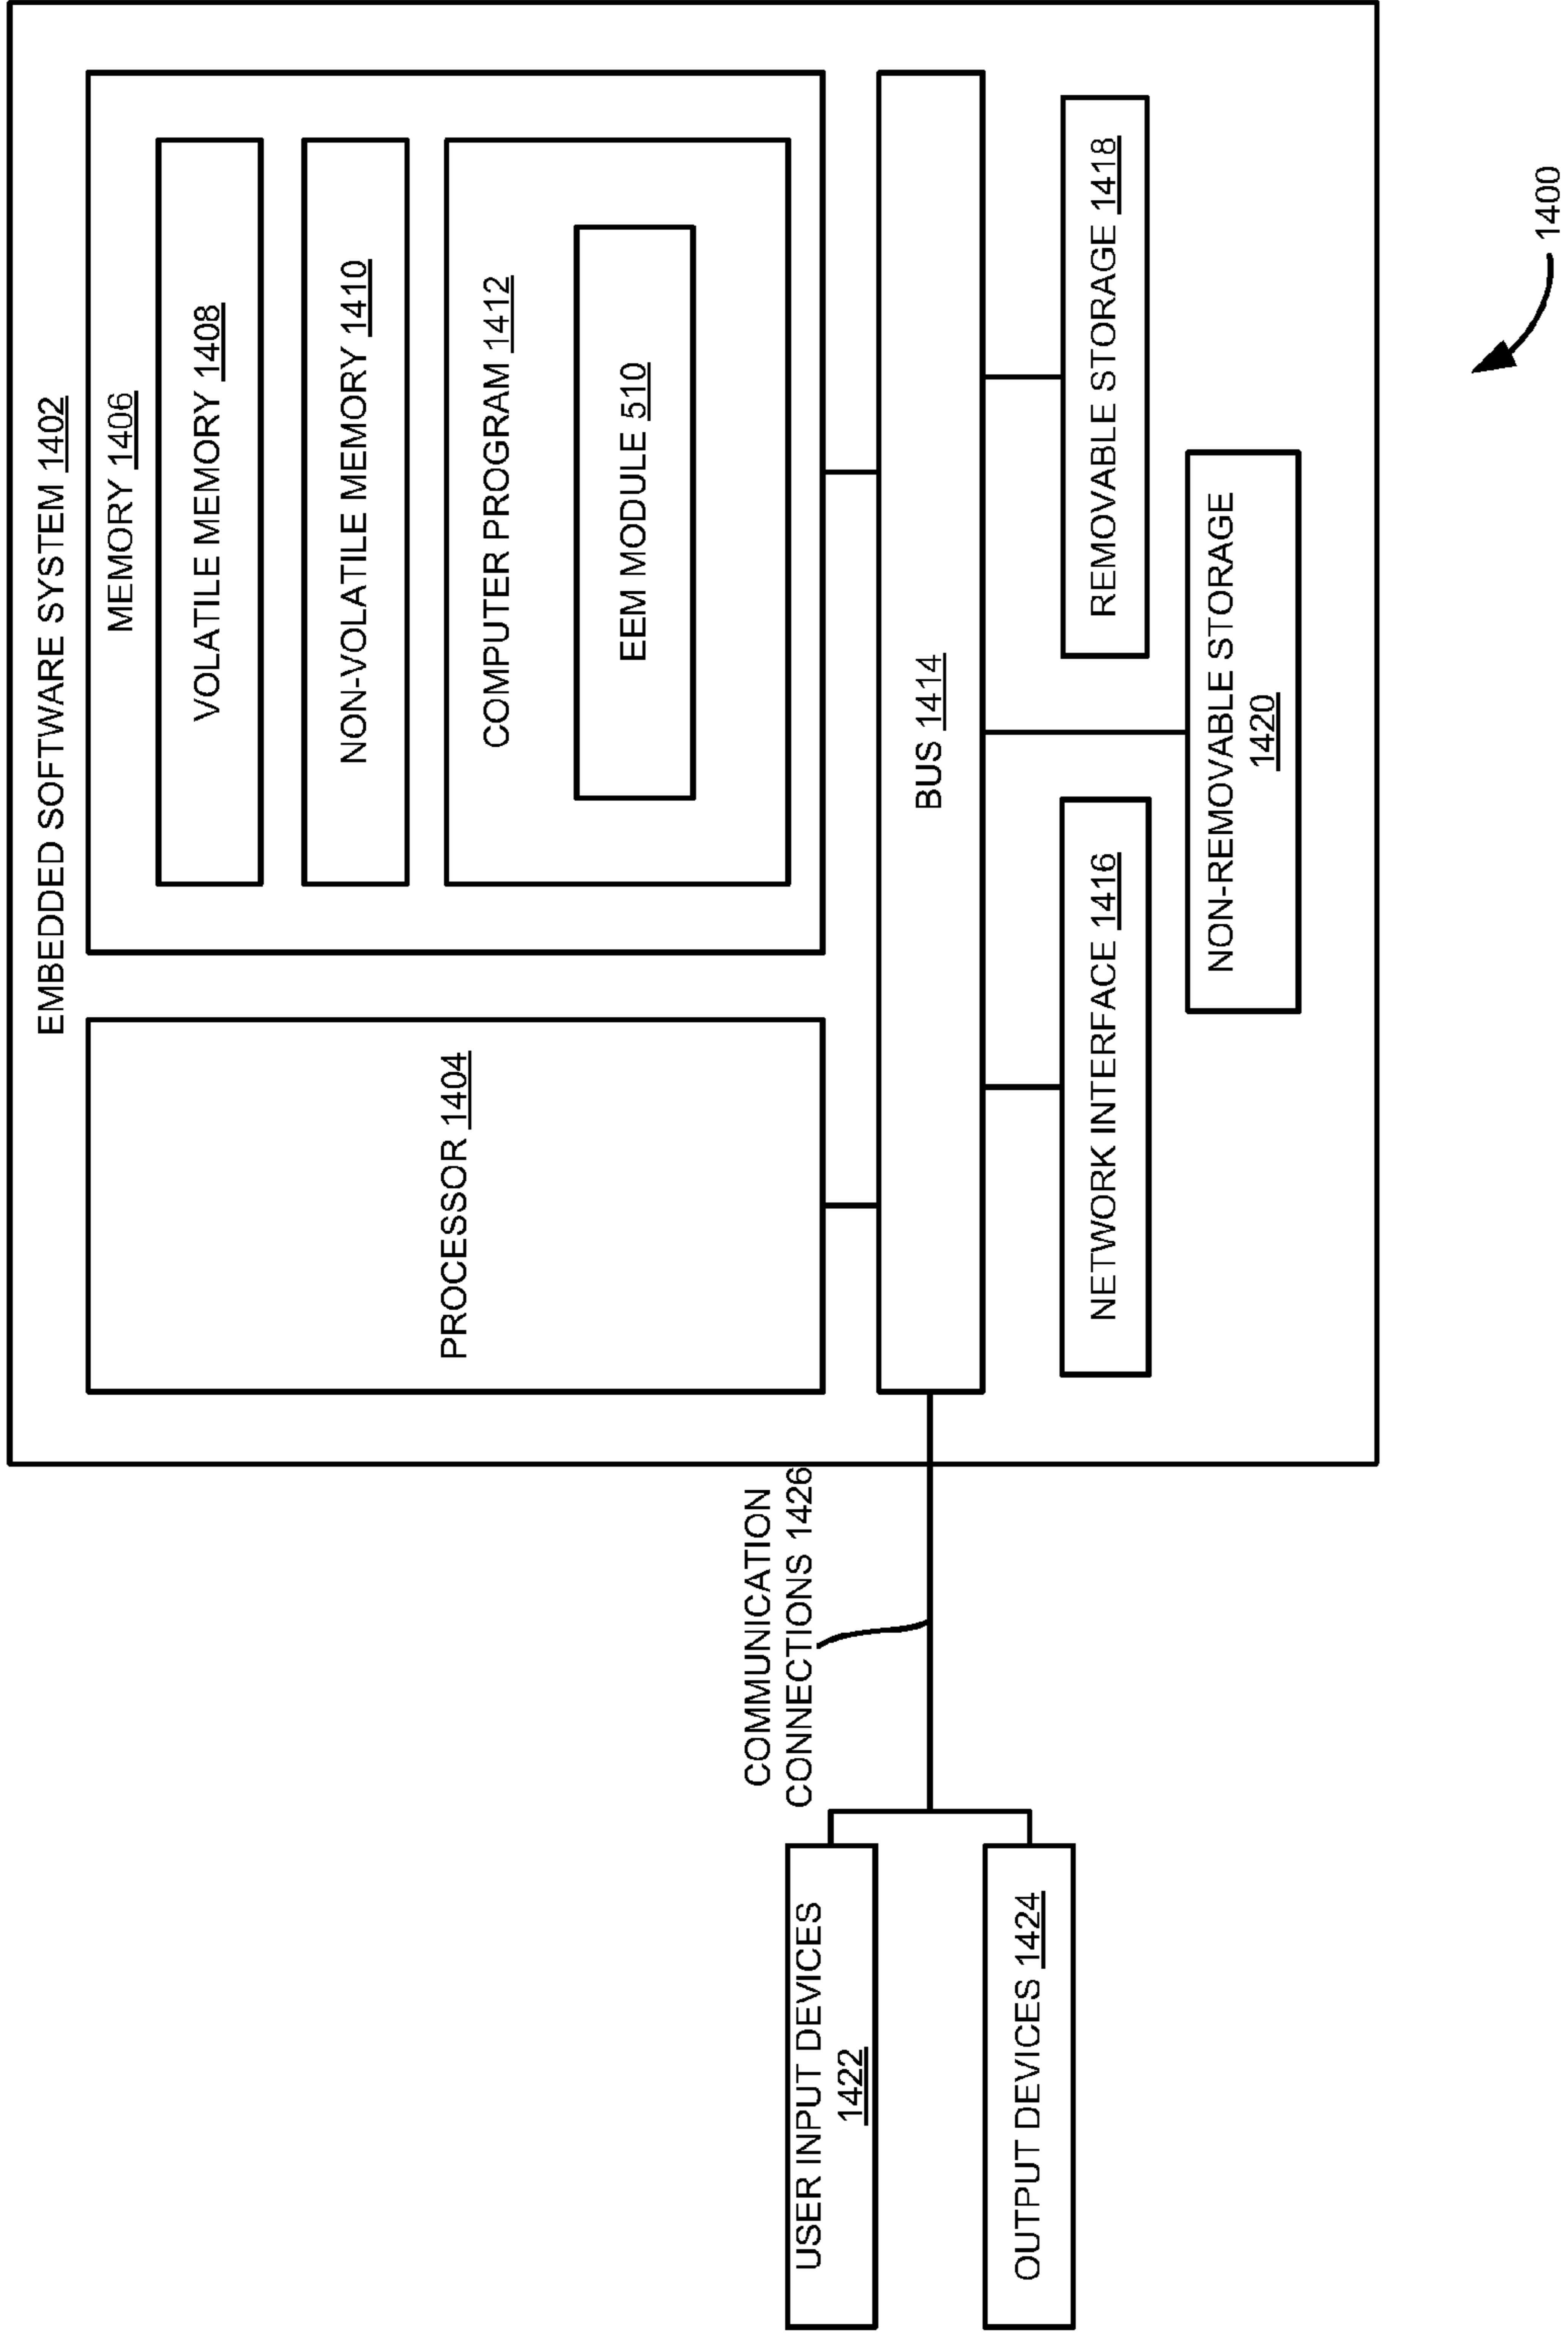 EMBEDDED SOFTWARE SYSTEM 1402
MEMORY 1406
VOLATILE MEMORY 1408
NON-VOLATILE MEMORY 1410
COMPUTER PROGRAM 1412
EEM MODULE 510
PROCESSOR 1404
BUS 1414
NETWORK INTERFACE 1416
REMOVABLE STORAGE 1418
NON-REMOVABLE STORAGE
1420
COMMUNICATION
CONNECTIONS 1426
USER INPUT DEVICES
1422
OUTPUT DEVICES 1424
1400